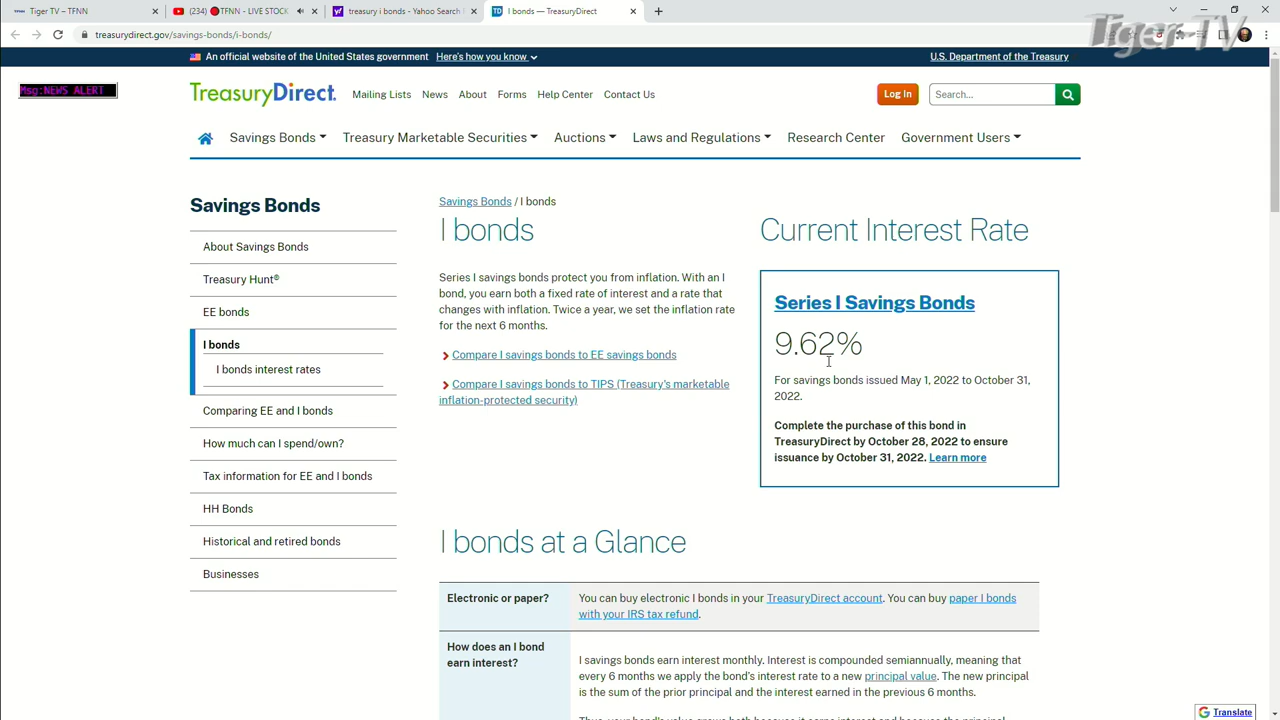 Tiger TV – TFNN
(234) 🔴TFNN - LIVE STOCK
treasury i bonds - Yahoo Search
I bonds — TreasuryDirect
treasurydirect.gov/savings-bonds/i-bonds/
Tiger TV
An official website of the United States government Here's how you know
U.S. Department of the Treasury
Msg:NEWS ALERT
TreasuryDirect.
Mailing Lists News About Forms Help Center Contact Us
Log In
Search...
Savings Bonds Treasury Marketable Securities Auctions Laws and Regulations Research Center Government Users
Savings Bonds
About Savings Bonds
Treasury Hunt®
EE bonds
I bonds
I bonds interest rates
Comparing EE and I bonds
How much can I spend/own?
Tax information for EE and I bonds
HH Bonds
Historical and retired bonds
Businesses
Savings Bonds / I bonds
I bonds
Series I savings bonds protect you from inflation. With an I
bond, you earn both a fixed rate of interest and a rate that
changes with inflation. Twice a year, we set the inflation rate
for the next 6 months.
Compare I savings bonds to EE savings bonds
Compare I savings bonds to TIPS (Treasury's marketable
inflation-protected security)
Current Interest Rate
Series I Savings Bonds
9.62%
For savings bonds issued May 1, 2022 to October 31,
2022.
Complete the purchase of this bond in
TreasuryDirect by October 28, 2022 to ensure
issuance by October 31, 2022. Learn more
I bonds at a Glance
Electronic or paper?
You can buy electronic I bonds in your TreasuryDirect account. You can buy paper I bonds
with your IRS tax refund.
How does an I bond
earn interest?
I savings bonds earn interest monthly. Interest is compounded semiannually, meaning that
every 6 months we apply the bond's interest rate to a new principal value. The new principal
is the sum of the prior principal and the interest earned in the previous 6 months.
Thus, your bond's value grows both because it earns interest and because the principal
Translate